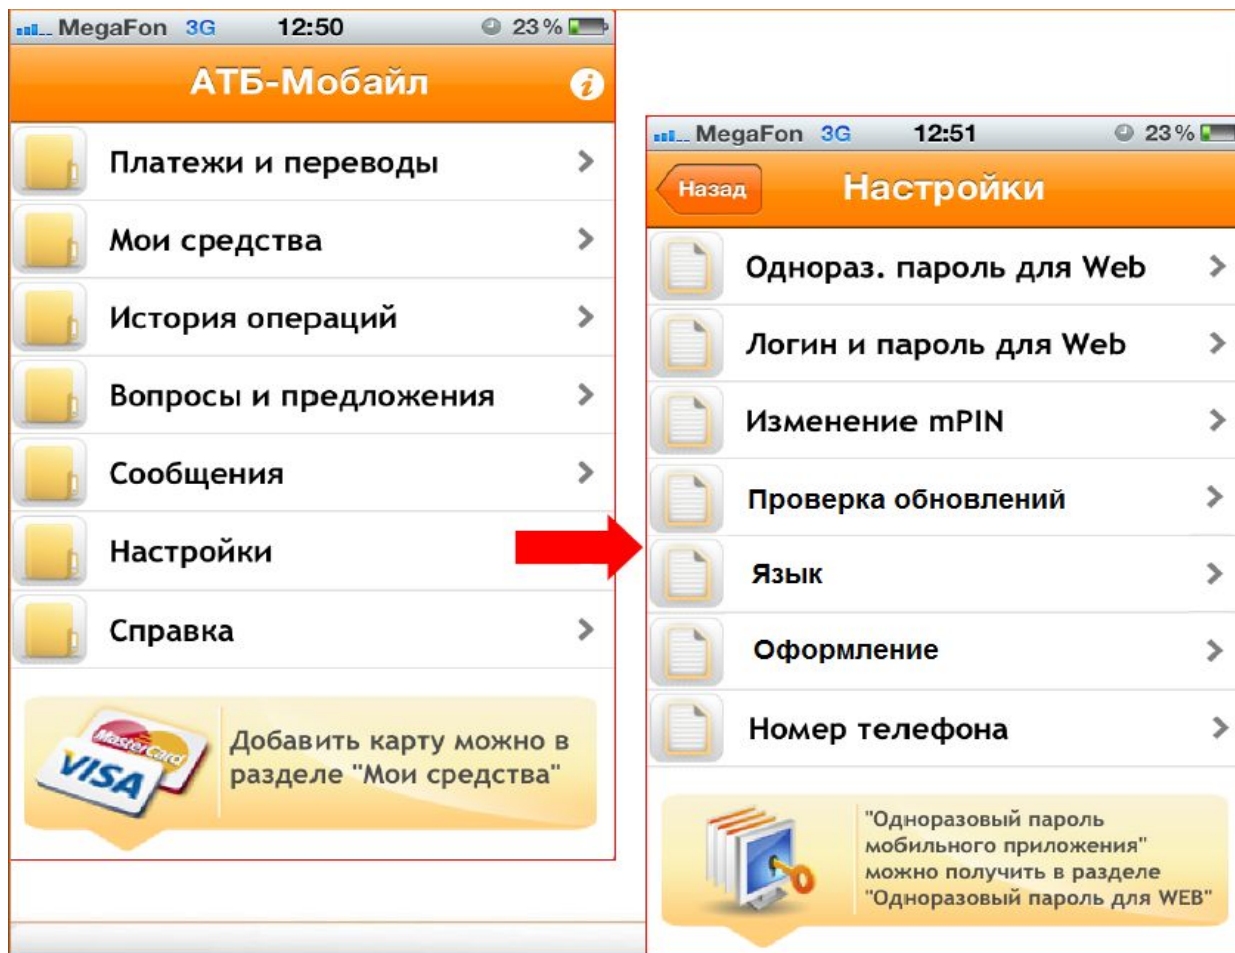 MegaFon 3G 12:50 23%
АТБ-Мобайл
Платежи и переводы
Мои средства
История операций
Вопросы и предложения
Сообщения
Настройки
Справка
MasterCard
VISA
Добавить карту можно в
разделе "Мои средства"
MegaFon 3G 12:51 23%
Назад
Настройки
Однораз. пароль для Web
Логин и пароль для Web
Изменение mPIN
Проверка обновлений
Язык
Оформление
Номер телефона
"Одноразовый пароль
мобильного приложения"
можно получить в разделе
"Одноразовый пароль для WEB"